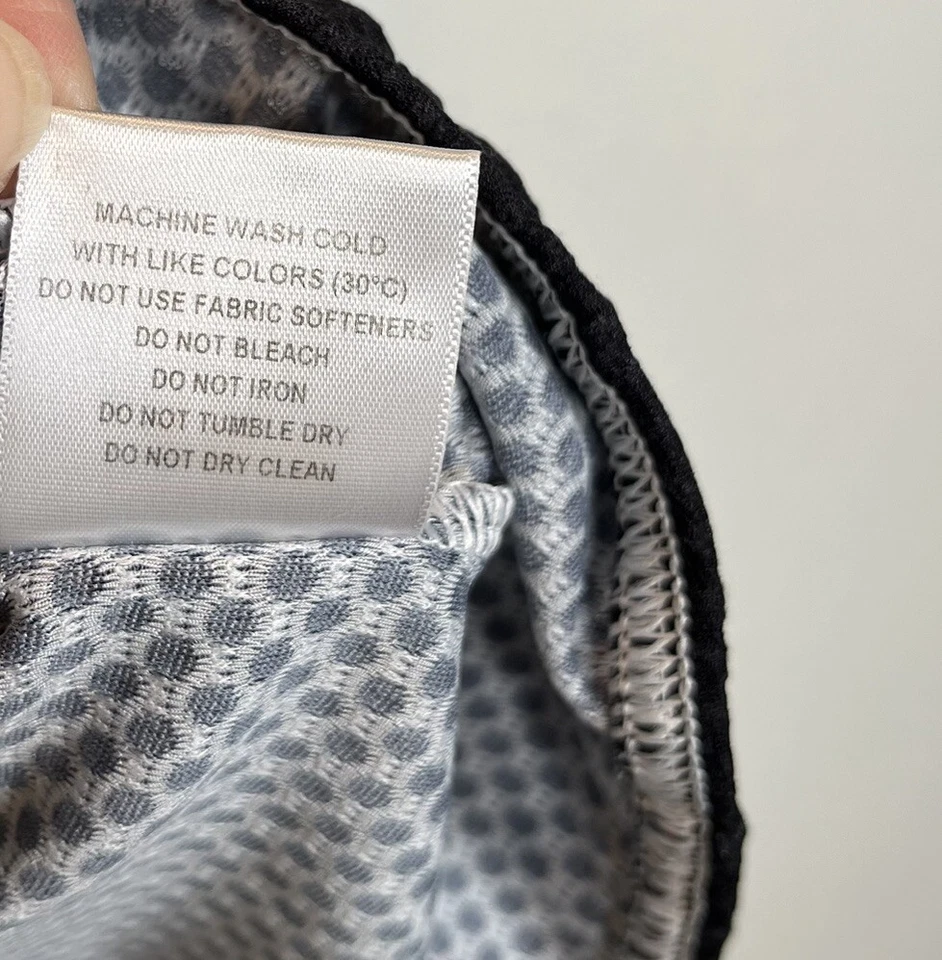 MACHINE WASH COLD
WITH LIKE COLORS (30°C)
DO NOT USE FABRIC SOFTENERS
DO NOT BLEACH
DO NOT IRON
DO NOT TUMBLE DRY
DO NOT DRY CLEAN